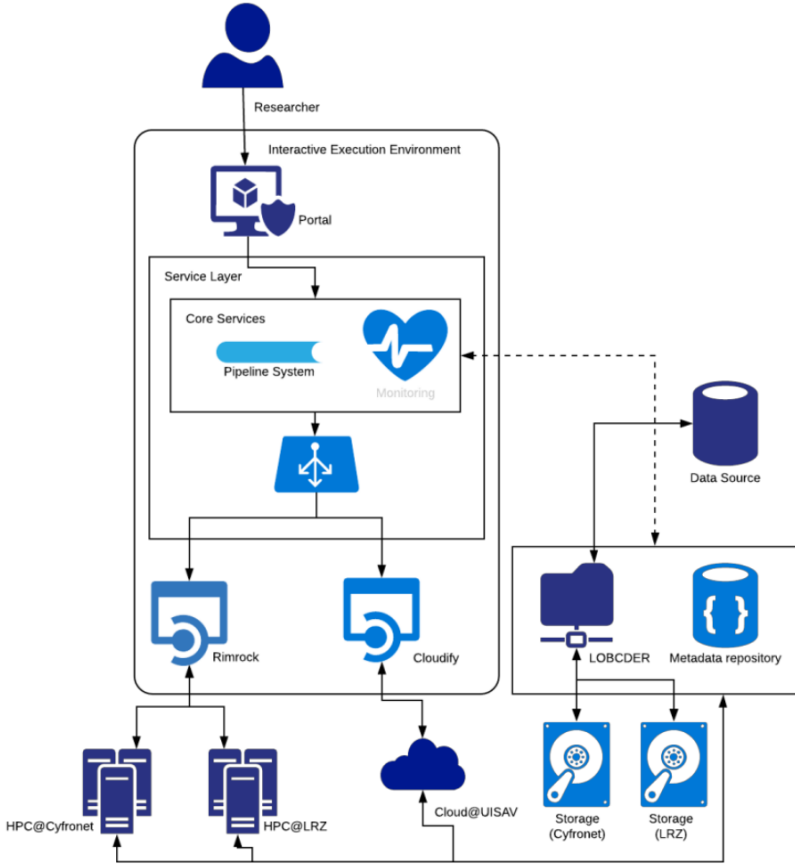 Researcher
Interactive Execution Environment
Portal
Service Layer
Core Services
Pipeline System
Monitoring
Data Source
Rimrock
Cloudify
LOBCDER
Metadata repository
HPC@Cyfronet
HPC@LRZ
Cloud@UISAV
Storage
(Cyfronet)
Storage
(LRZ)